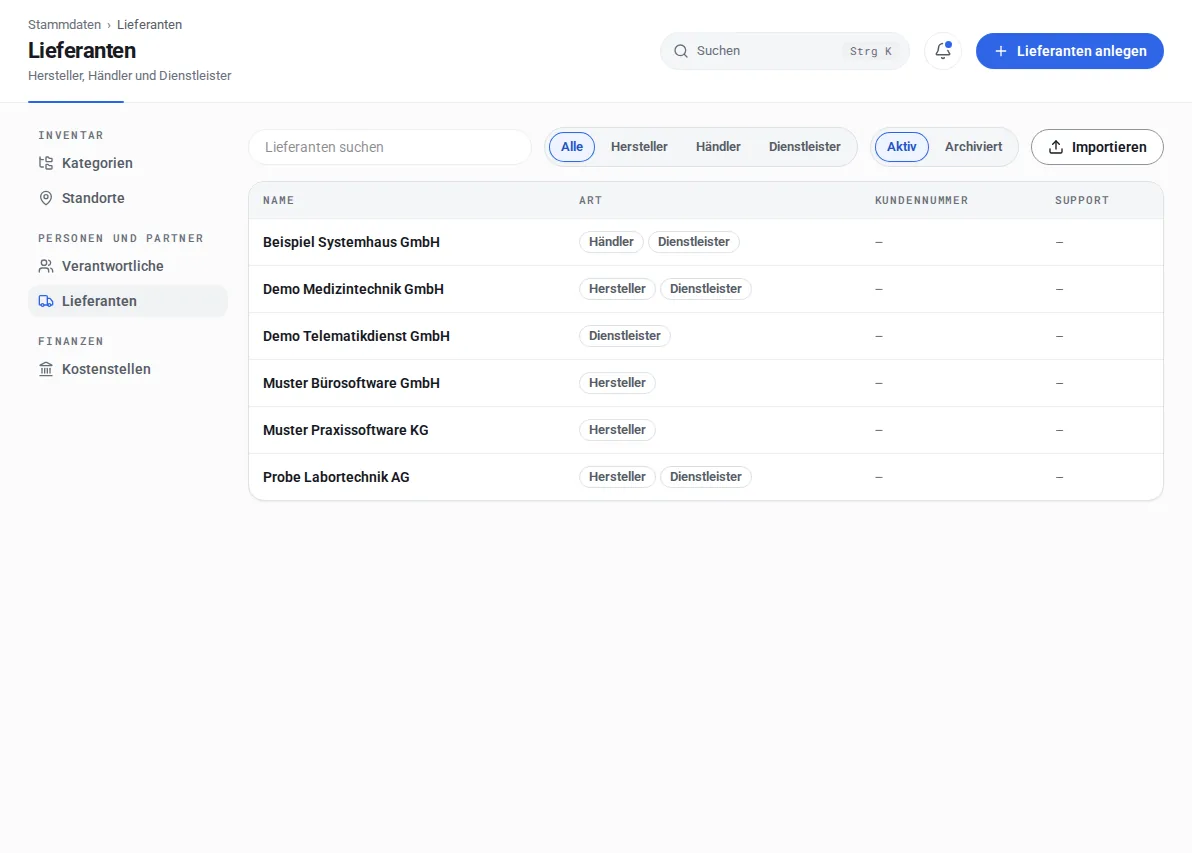 Stammdaten › Lieferanten
Lieferanten
Hersteller, Händler und Dienstleister
Suchen Strg K
Lieferanten anlegen
INVENTAR
Kategorien
Standorte
PERSONEN UND PARTNER
Verantwortliche
Lieferanten
FINANZEN
Kostenstellen
Lieferanten suchen Alle Hersteller Händler Dienstleister Aktiv Archiviert Importieren
NAME ART KUNDENNUMMER SUPPORT
Beispiel Systemhaus GmbH Händler Dienstleister – –
Demo Medizintechnik GmbH Hersteller Dienstleister – –
Demo Telematikdienst GmbH Dienstleister – –
Muster Bürosoftware GmbH Hersteller – –
Muster Praxissoftware KG Hersteller – –
Probe Labortechnik AG Hersteller Dienstleister – –